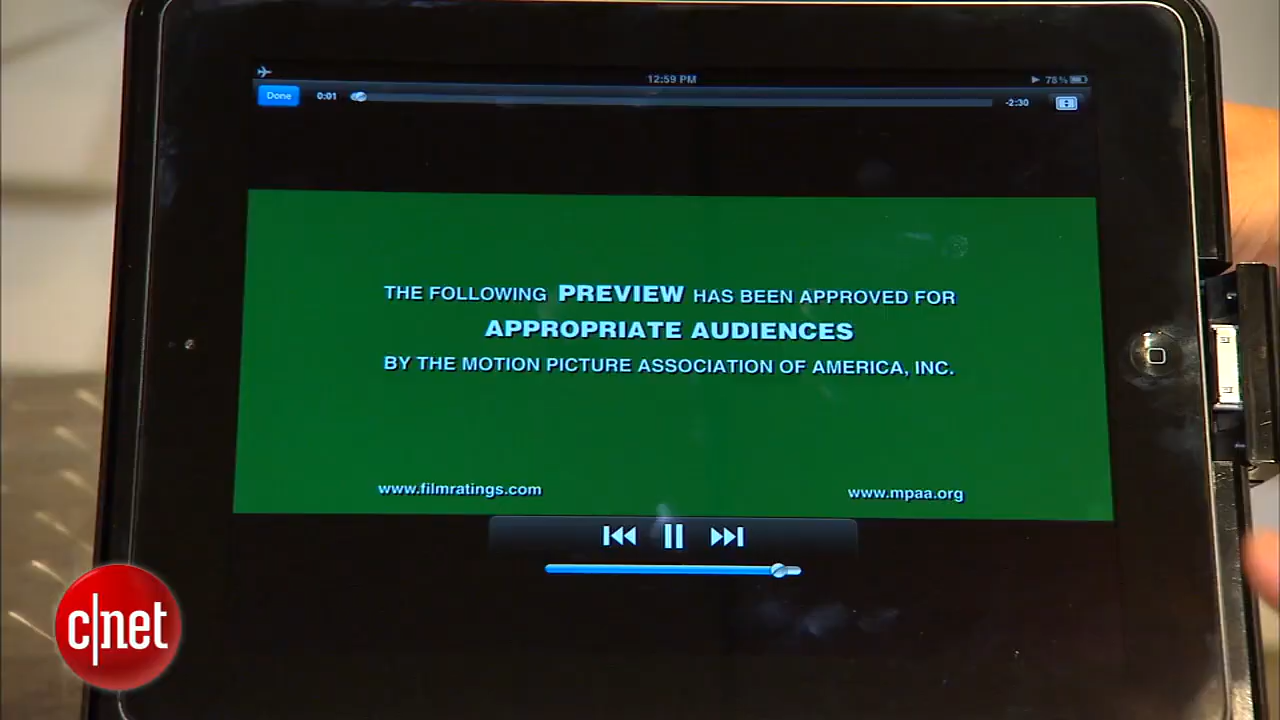 12:59 PM
78%
Done
0:01
-2:30
THE FOLLOWING PREVIEW HAS BEEN APPROVED FOR
APPROPRIATE AUDIENCES
BY THE MOTION PICTURE ASSOCIATION OF AMERICA, INC.
www.filmratings.com
www.mpaa.org
c|net